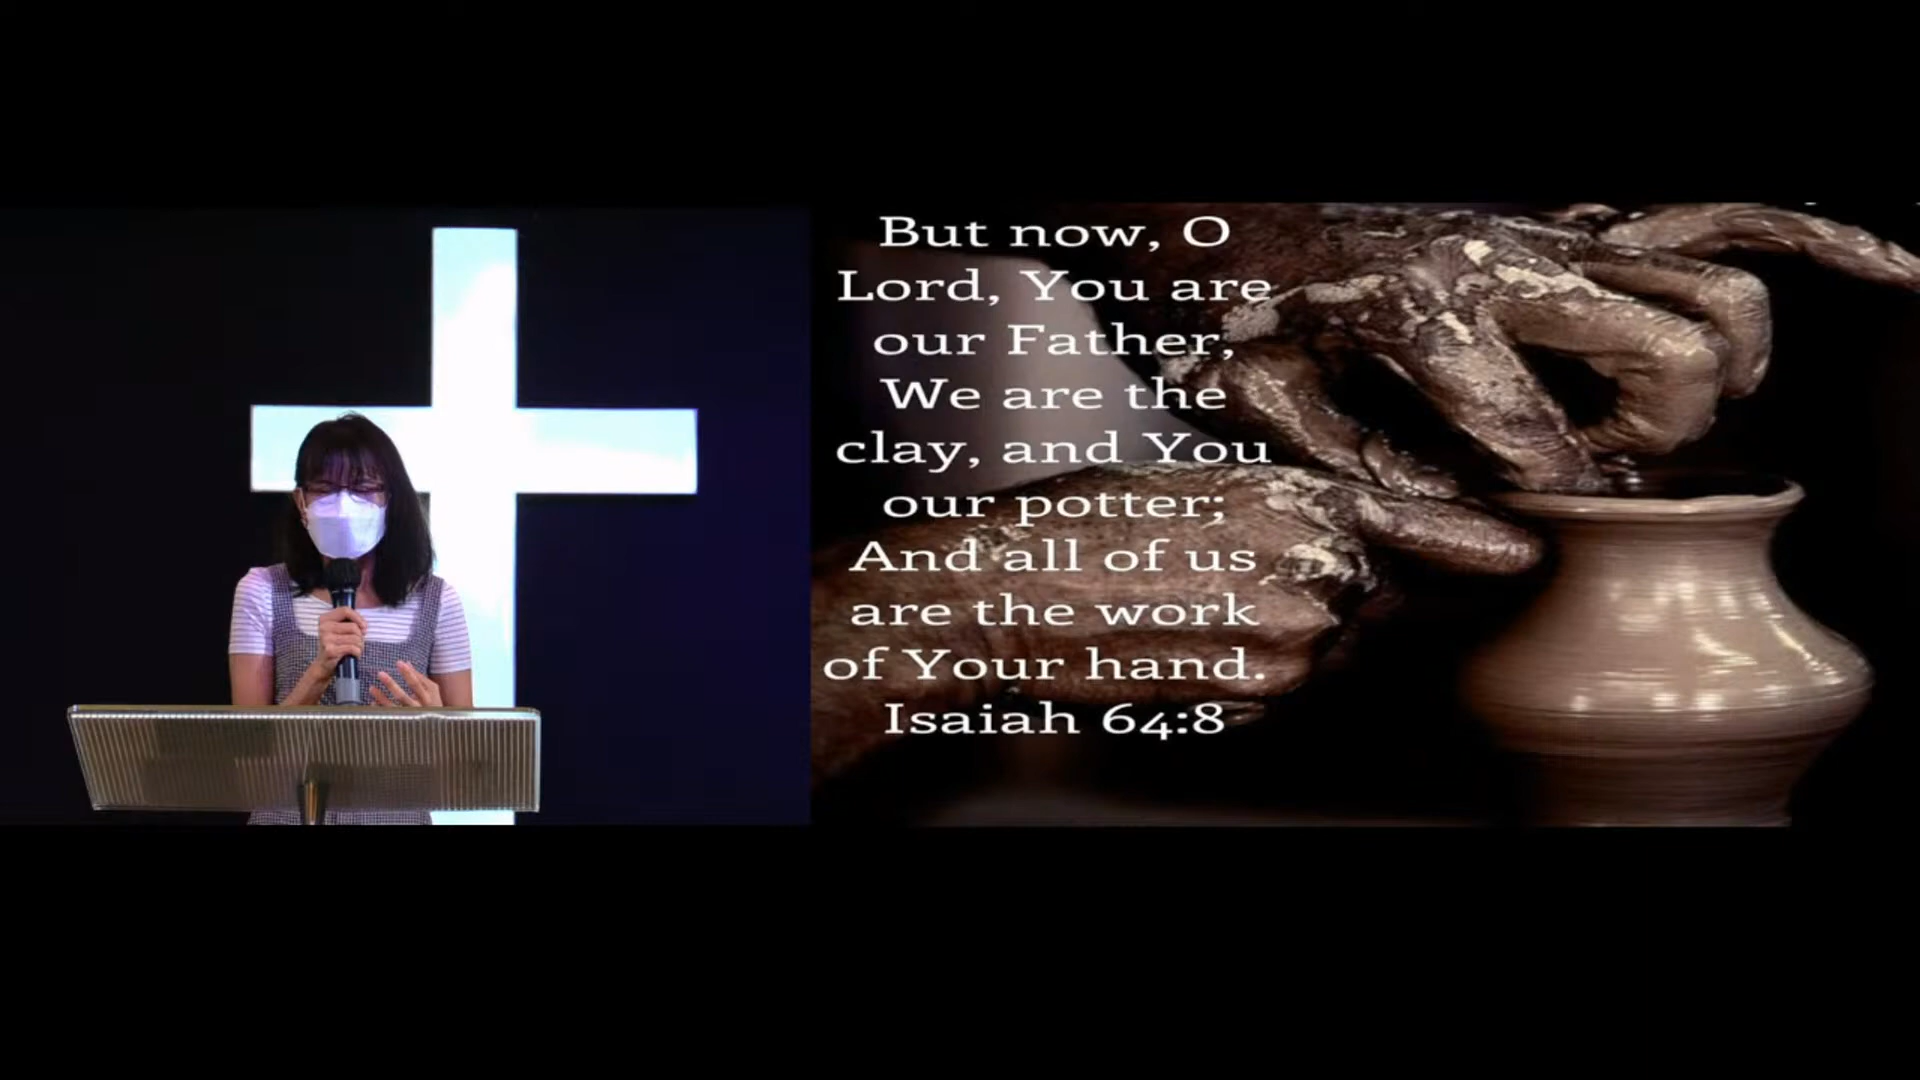 But now, O
Lord, You are
our Father;
We are the
clay, and You
our potter;
And all of us
are the work
of Your hand.
Isaiah 64:8